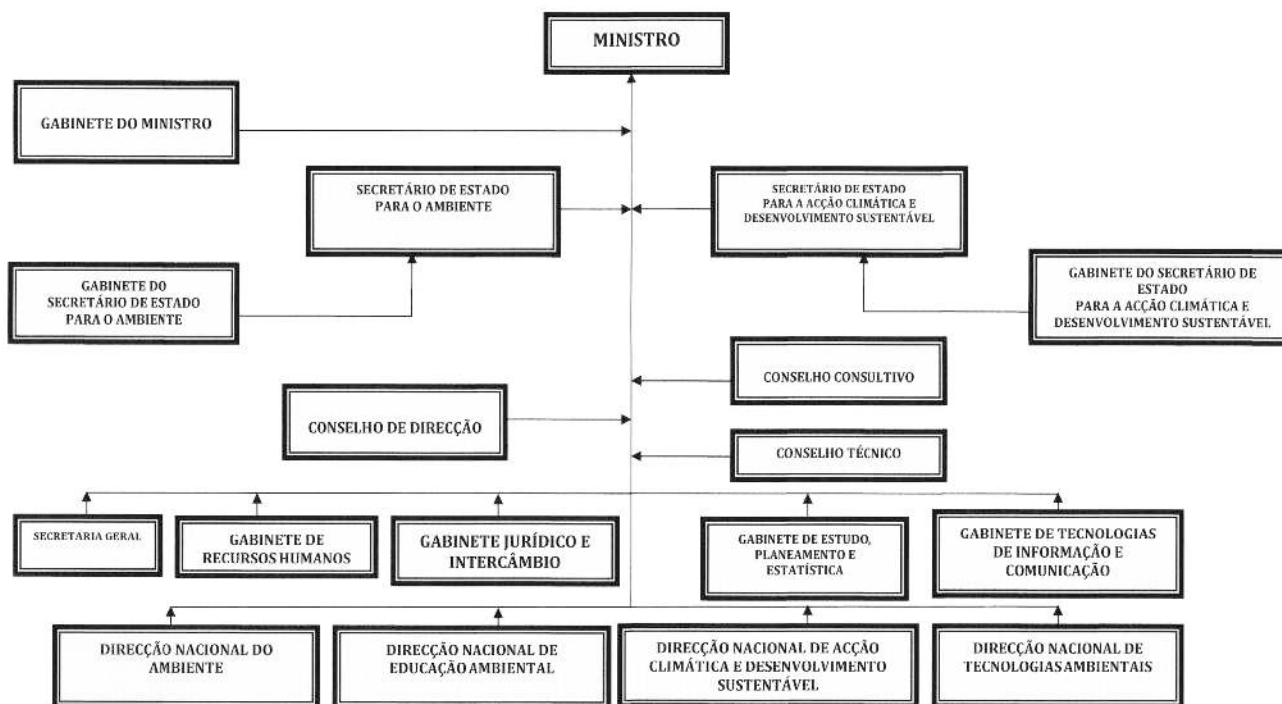 MINISTRO
GABINETE DO MINISTRO
SECRETÁRIO DE ESTADO
PARA O AMBIENTE
SECRETÁRIO DE ESTADO
PARA A ACÇÃO CLIMÁTICA E
DESENVOLVIMENTO SUSTENTÁVEL
GABINETE DO
SECRETÁRIO DE ESTADO
PARA O AMBIENTE
GABINETE DO SECRETÁRIO DE
ESTADO
PARA A ACÇÃO CLIMÁTICA E
DESENVOLVIMENTO SUSTENTÁVEL
CONSELHO CONSULTIVO
CONSELHO DE DIRECÇÃO
CONSELHO TÉCNICO
SECRETARIA GERAL
GABINETE DE
RECURSOS HUMANOS
GABINETE JURÍDICO E
INTERCÂMBIO
GABINETE DE ESTUDO,
PLANEAMENTO E
ESTATÍSTICA
GABINETE DE TECNOLOGIAS
DE INFORMAÇÃO E
COMUNICAÇÃO
DIRECÇÃO NACIONAL DO
AMBIENTE
DIRECÇÃO NACIONAL DE
EDUCAÇÃO AMBIENTAL
DIRECÇÃO NACIONAL DE ACÇÃO
CLIMÁTICA E DESENVOLVIMENTO
SUSTENTÁVEL
DIRECÇÃO NACIONAL DE
TECNOLOGIAS AMBIENTAIS